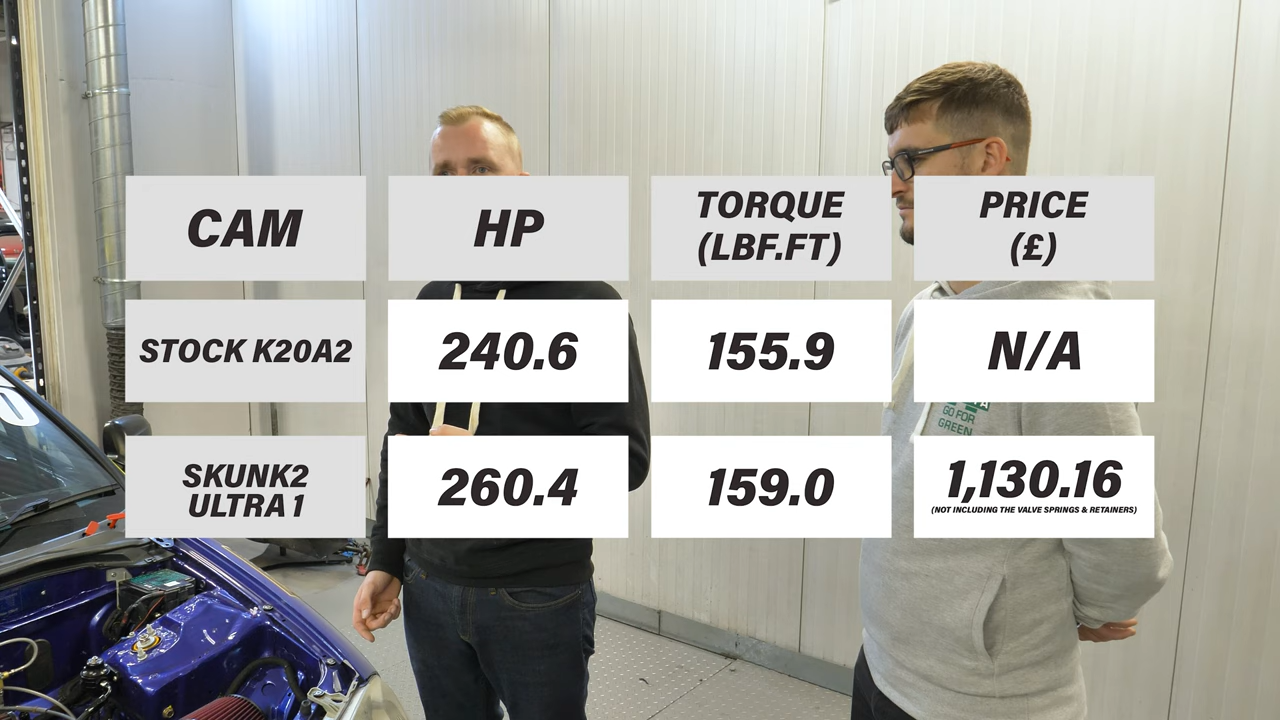 CAM
HP
TORQUE
(LBF.FT)
PRICE
(£)
STOCK K20A2
240.6
155.9
N/A
SKUNK2
ULTRA 1
260.4
159.0
1,130.16
(NOT INCLUDING THE VALVE SPRINGS & RETAINERS)
GO FOR
GREEN
0